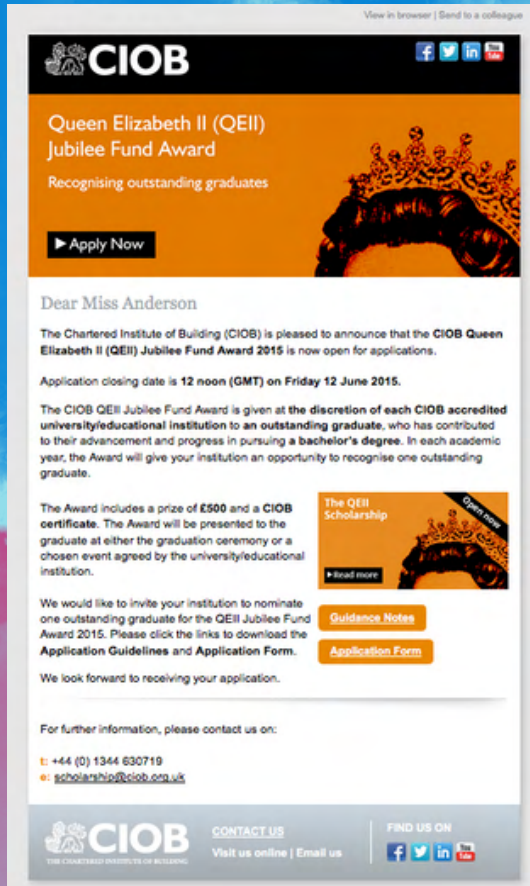 View in browser | Send to a colleague
CIOB
You
Tube
Queen Elizabeth II (QEII)
Jubilee Fund Award
Recognising outstanding graduates
Apply Now
Dear Miss Anderson
The Chartered Institute of Building (CIOB) is pleased to announce that the CIOB Queen
Elizabeth II (QEII) Jubilee Fund Award 2015 is now open for applications.
Application closing date is 12 noon (GMT) on Friday 12 June 2015.
The CIOB QEII Jubilee Fund Award is given at the discretion of each CIOB accredited
university/educational institution to an outstanding graduate, who has contributed
to their advancement and progress in pursuing a bachelor's degree. In each academic
year, the Award will give your institution an opportunity to recognise one outstanding
graduate.
The Award includes a prize of £500 and a CIOB
certificate. The Award will be presented to the
graduate at either the graduation ceremony or a
chosen event agreed by the university/educational
institution.
The QEII
Scholarship
Open now
Read more
We would like to invite your institution to nominate
one outstanding graduate for the QEII Jubilee Fund
Award 2015. Please click the links to download the
Application Guidelines and Application Form.
Guidance Notes
Application Form
We look forward to receiving your application.
For further information, please contact us on:
t: +44 (0) 1344 630719
e: scholarship@ciob.org.uk
CIOB
THE CHARTERED INSTITUTE OF BUILDING
CONTACT US
Visit us online | Email us
FIND US ON
You
Tube